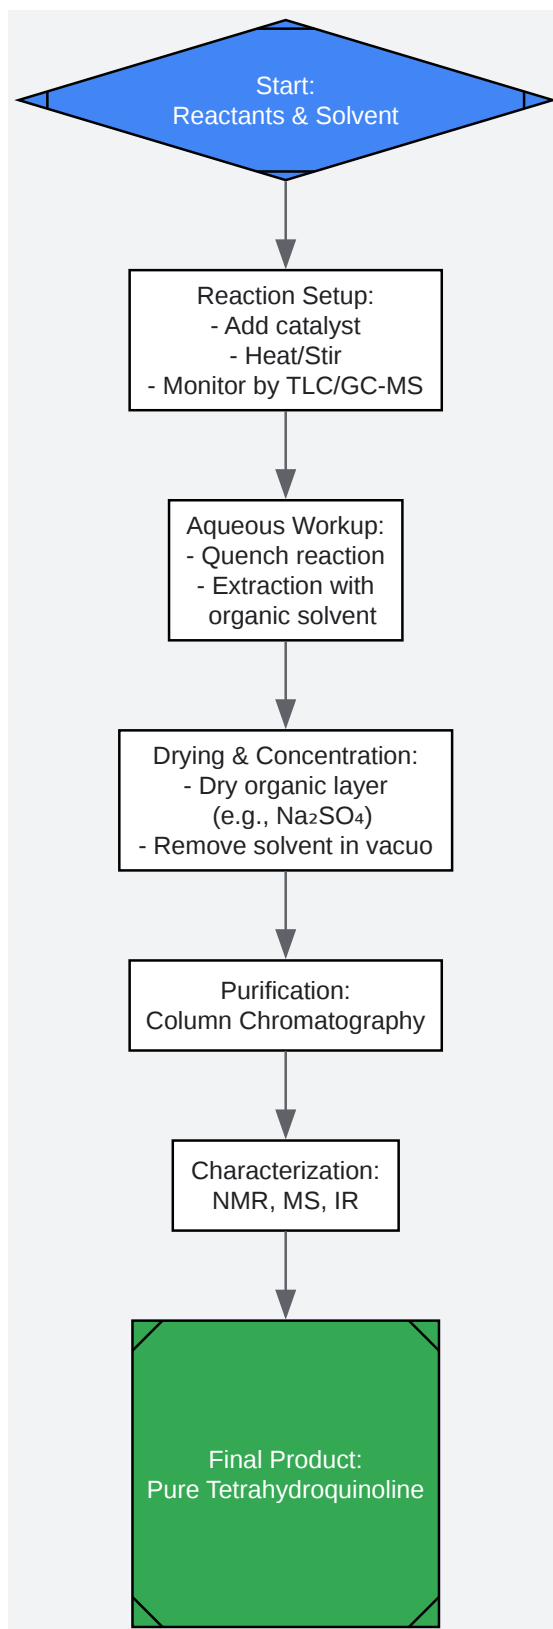 Start:
Reactants & Solvent
Reaction Setup:
- Add catalyst
- Heat/Stir
- Monitor by TLC/GC-MS
Aqueous Workup:
- Quench reaction
- Extraction with
organic solvent
Drying & Concentration:
- Dry organic layer
(e.g., Na₂SO₄)
- Remove solvent in vacuo
Purification:
Column Chromatography
Characterization:
NMR, MS, IR
Final Product:
Pure Tetrahydroquinoline